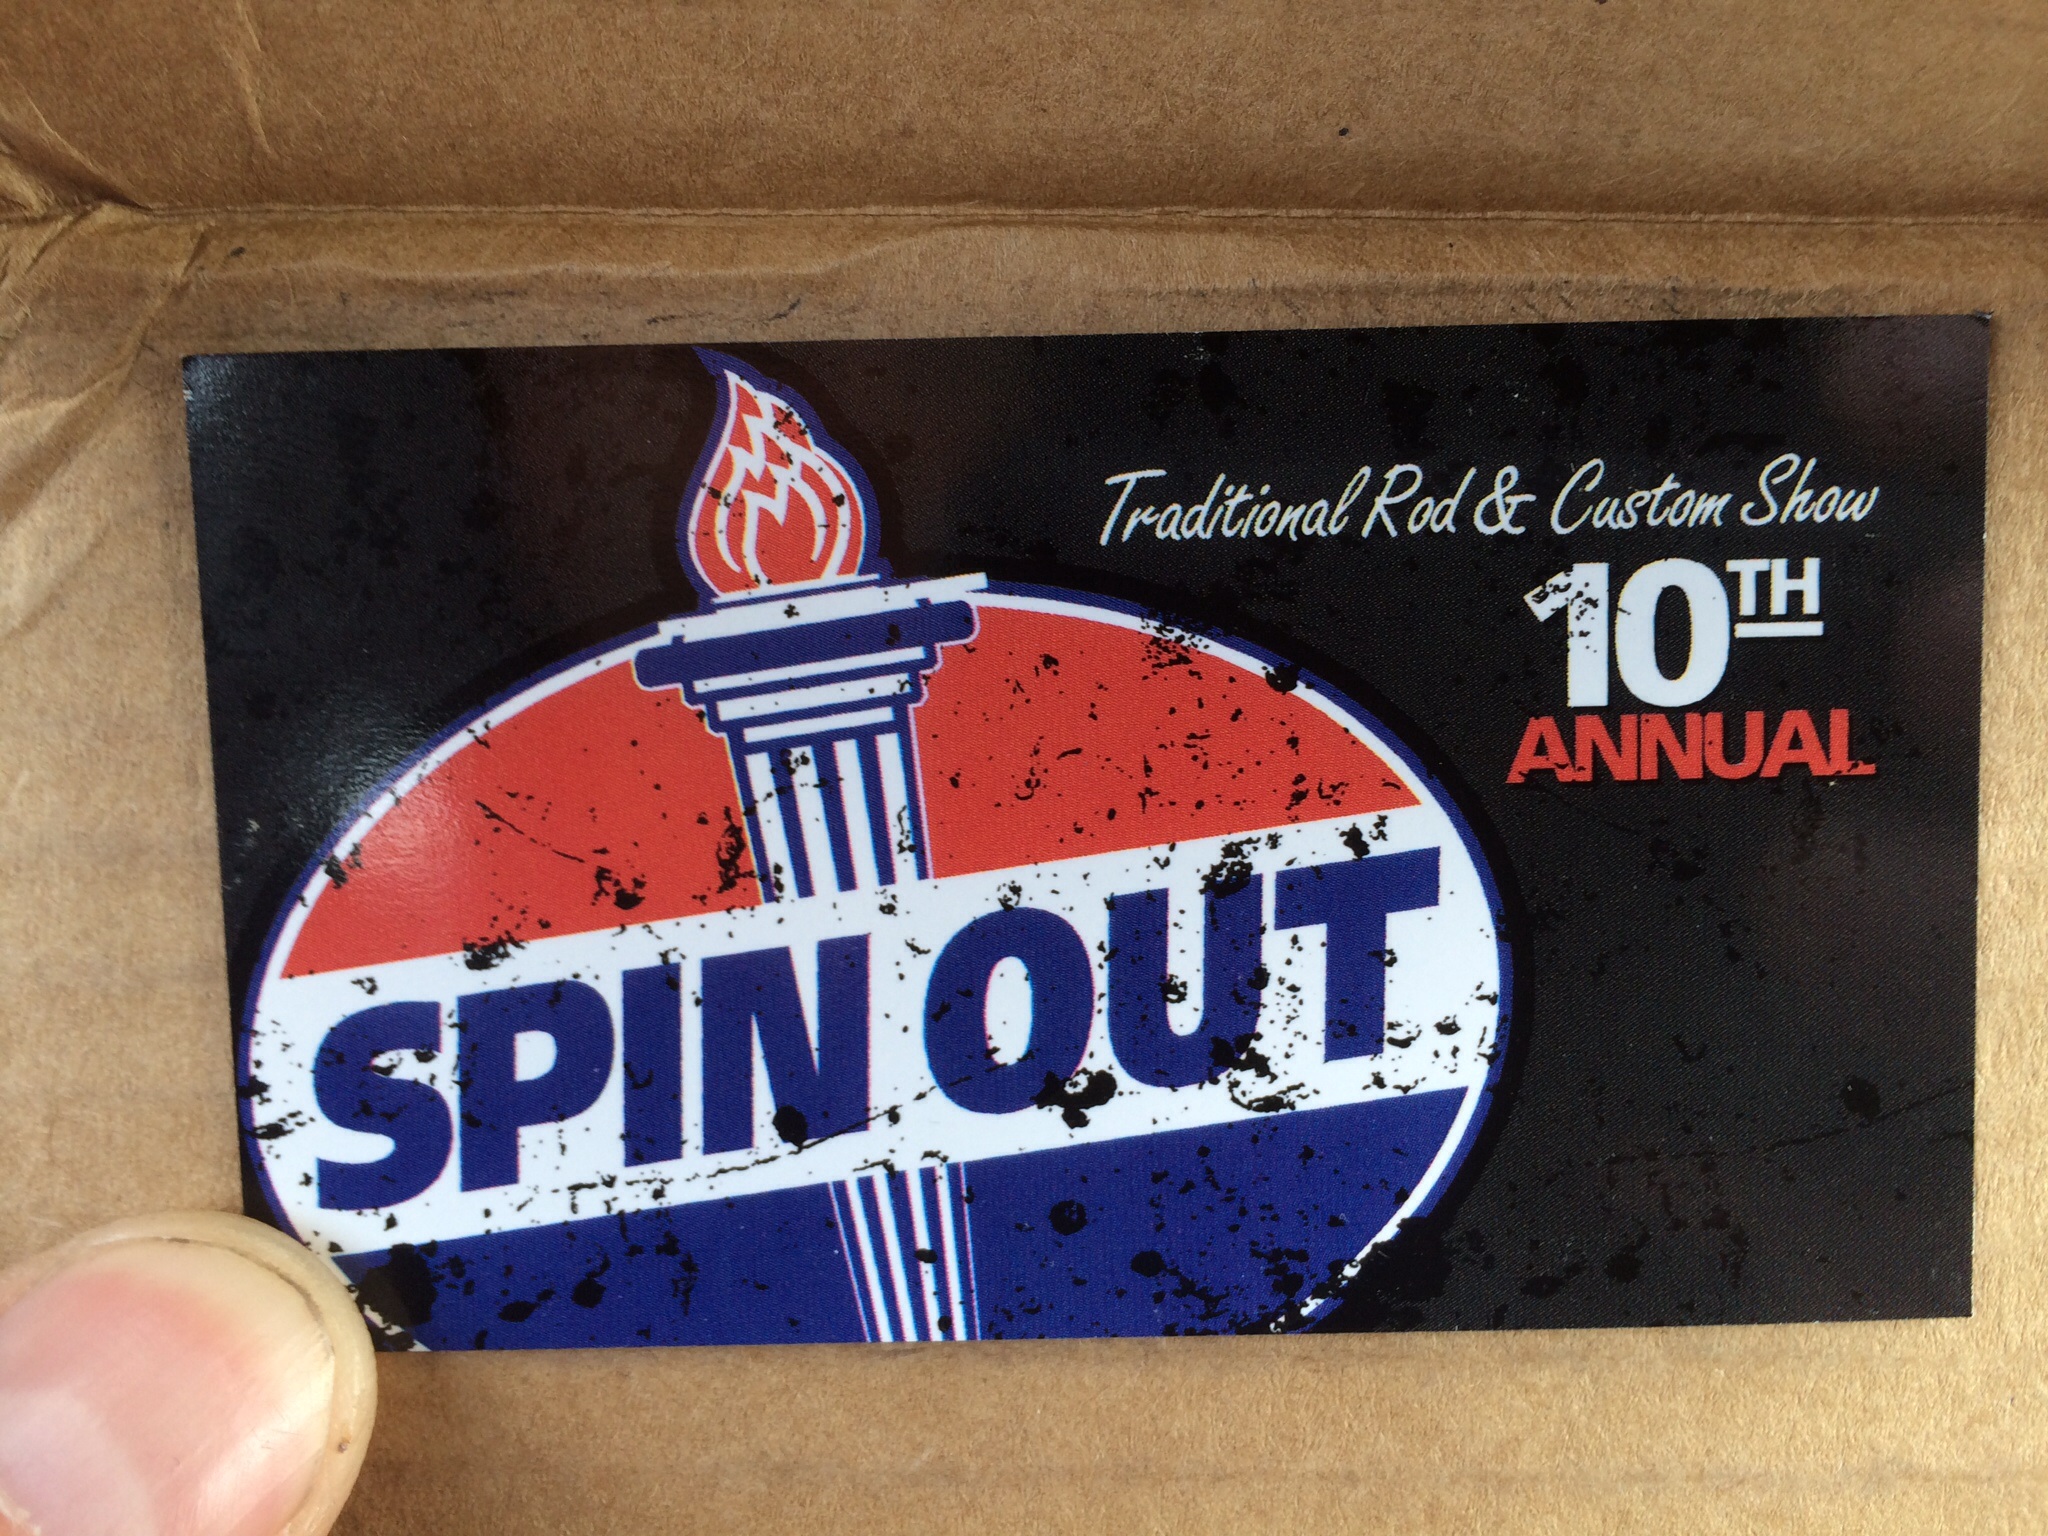 Traditional Rod & Custom Show
10TH
ANNUAL
SPIN OUT